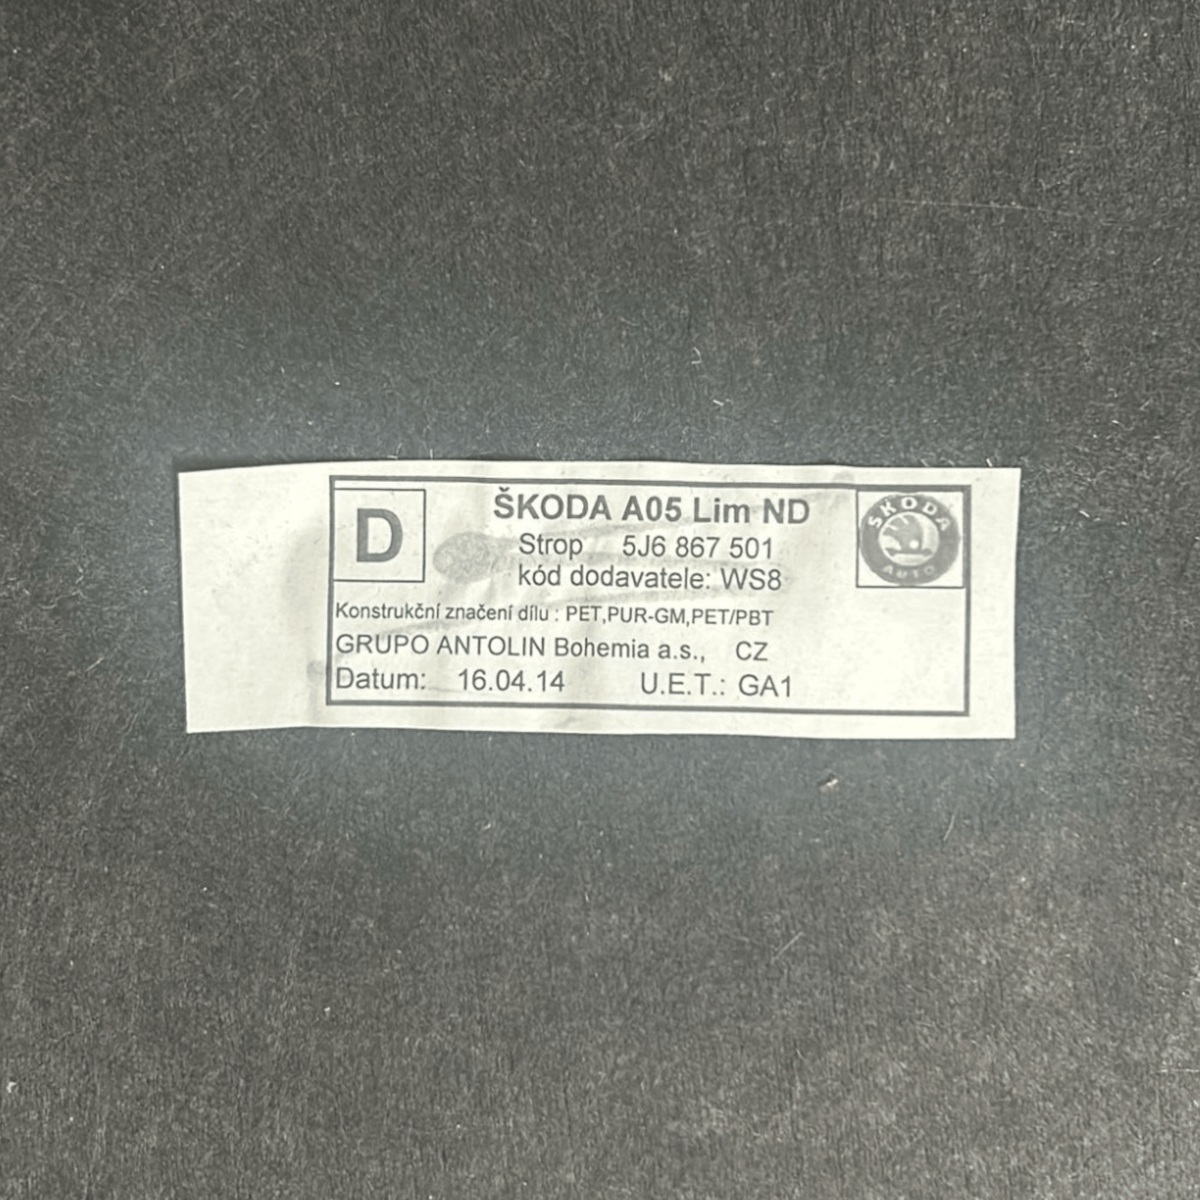 D
ŠKODA A05 Lim ND
Strop 5J6 867 501
kód dodavatele: WS8
ŠKODA
AUTO
Konstrukční značení dílu : PET,PUR-GM,PET/PBT
GRUPO ANTOLIN Bohemia a.s., CZ
Datum: 16.04.14 U.E.T.: GA1